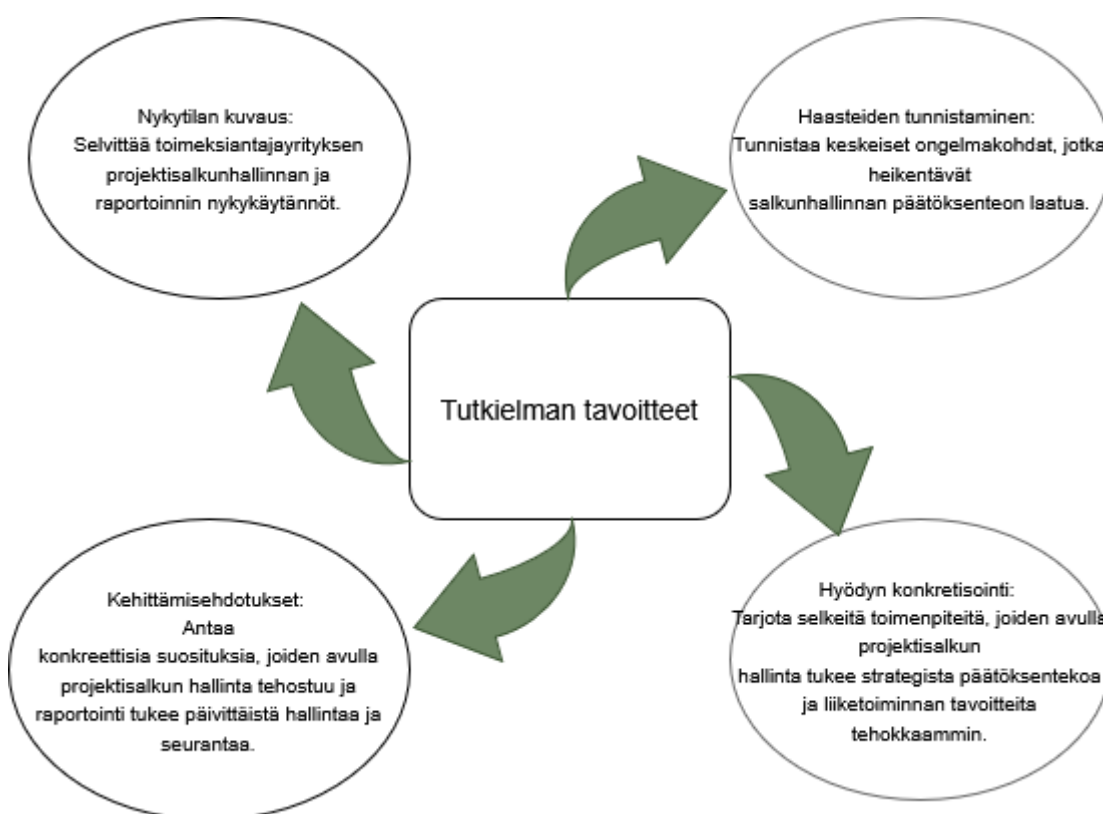 Nykytilan kuvaus:
Selvittää toimeksiantajayrityksen
projektisalkunhallinnan ja
raportoinnin nykykäytännöt.
Haasteiden tunnistaminen:
Tunnistaa keskeiset ongelmakohdat, jotka
heikentävät
salkunhallinnan päätöksenteon laatua.
Tutkielman tavoitteet
Kehittämisehdotukset:
Antaa
konkreettisia suosituksia, joiden avulla
projektisalkun hallinta tehostuu ja
raportointi tukee päivittäistä hallintaa ja
seurantaa.
Hyödyn konkretisointi:
Tarjota selkeitä toimenpiteitä, joiden avulla
projektisalkun
hallinta tukee strategista päätöksentekoa
ja liiketoiminnan tavoitteita
tehokkaammin.